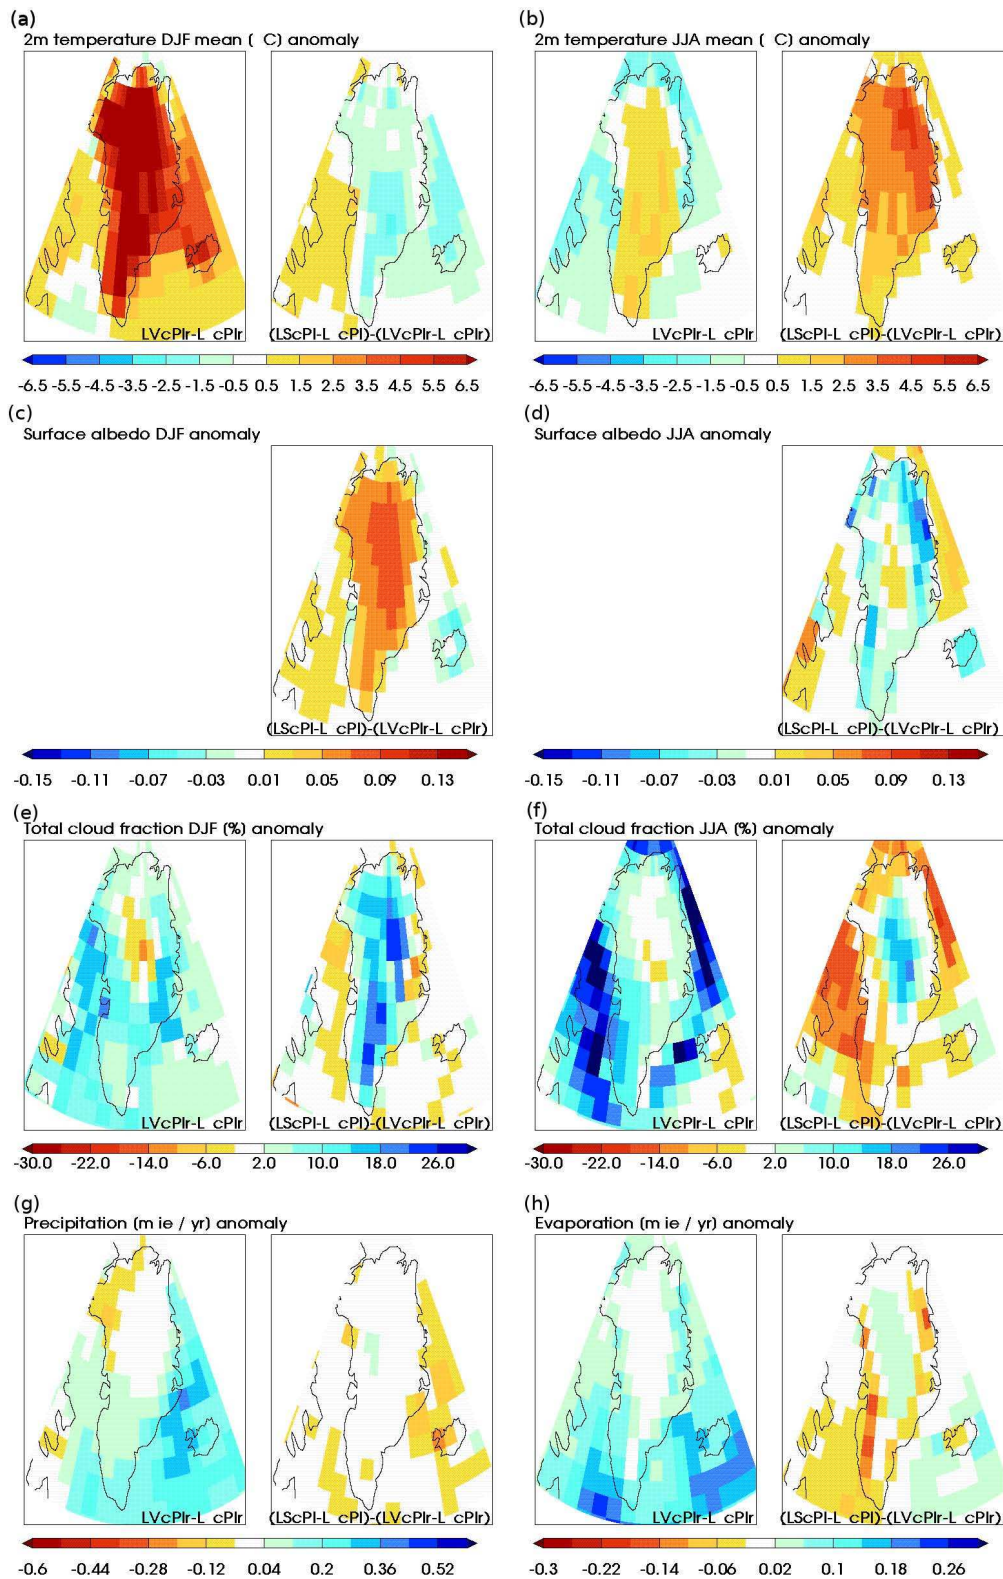 (a)
2m temperature DJF mean [ C] anomaly
LVcPIr-L cPIr
(LScPI-L cPI)-(LVcPIr-L cPIr)
-6.5 -5.5 -4.5 -3.5 -2.5 -1.5 -0.5 0.5 1.5 2.5 3.5 4.5 5.5 6.5
(b)
2m temperature JJA mean [ C] anomaly
LVcPIr-L cPIr
(LScPI-L cPI)-(LVcPIr-L cPIr)
-6.5 -5.5 -4.5 -3.5 -2.5 -1.5 -0.5 0.5 1.5 2.5 3.5 4.5 5.5 6.5
(c)
Surface albedo DJF anomaly
(LScPI-L cPI)-(LVcPIr-L cPIr)
-0.15 -0.11 -0.07 -0.03 0.01 0.05 0.09 0.13
(d)
Surface albedo JJA anomaly
(LScPI-L cPI)-(LVcPIr-L cPIr)
-0.15 -0.11 -0.07 -0.03 0.01 0.05 0.09 0.13
(e)
Total cloud fraction DJF [%] anomaly
LVcPIr-L cPIr
(LScPI-L cPI)-(LVcPIr-L cPIr)
-30.0 -22.0 -14.0 -6.0 2.0 10.0 18.0 26.0
(f)
Total cloud fraction JJA [%] anomaly
LVcPIr-L cPIr
(LScPI-L cPI)-(LVcPIr-L cPIr)
-30.0 -22.0 -14.0 -6.0 2.0 10.0 18.0 26.0
(g)
Precipitation [m ie / yr] anomaly
LVcPIr-L cPIr
(LScPI-L cPI)-(LVcPIr-L cPIr)
-0.6 -0.44 -0.28 -0.12 0.04 0.2 0.36 0.52
(h)
Evaporation [m ie / yr] anomaly
LVcPIr-L cPIr
(LScPI-L cPI)-(LVcPIr-L cPIr)
-0.3 -0.22 -0.14 -0.06 0.02 0.1 0.18 0.26